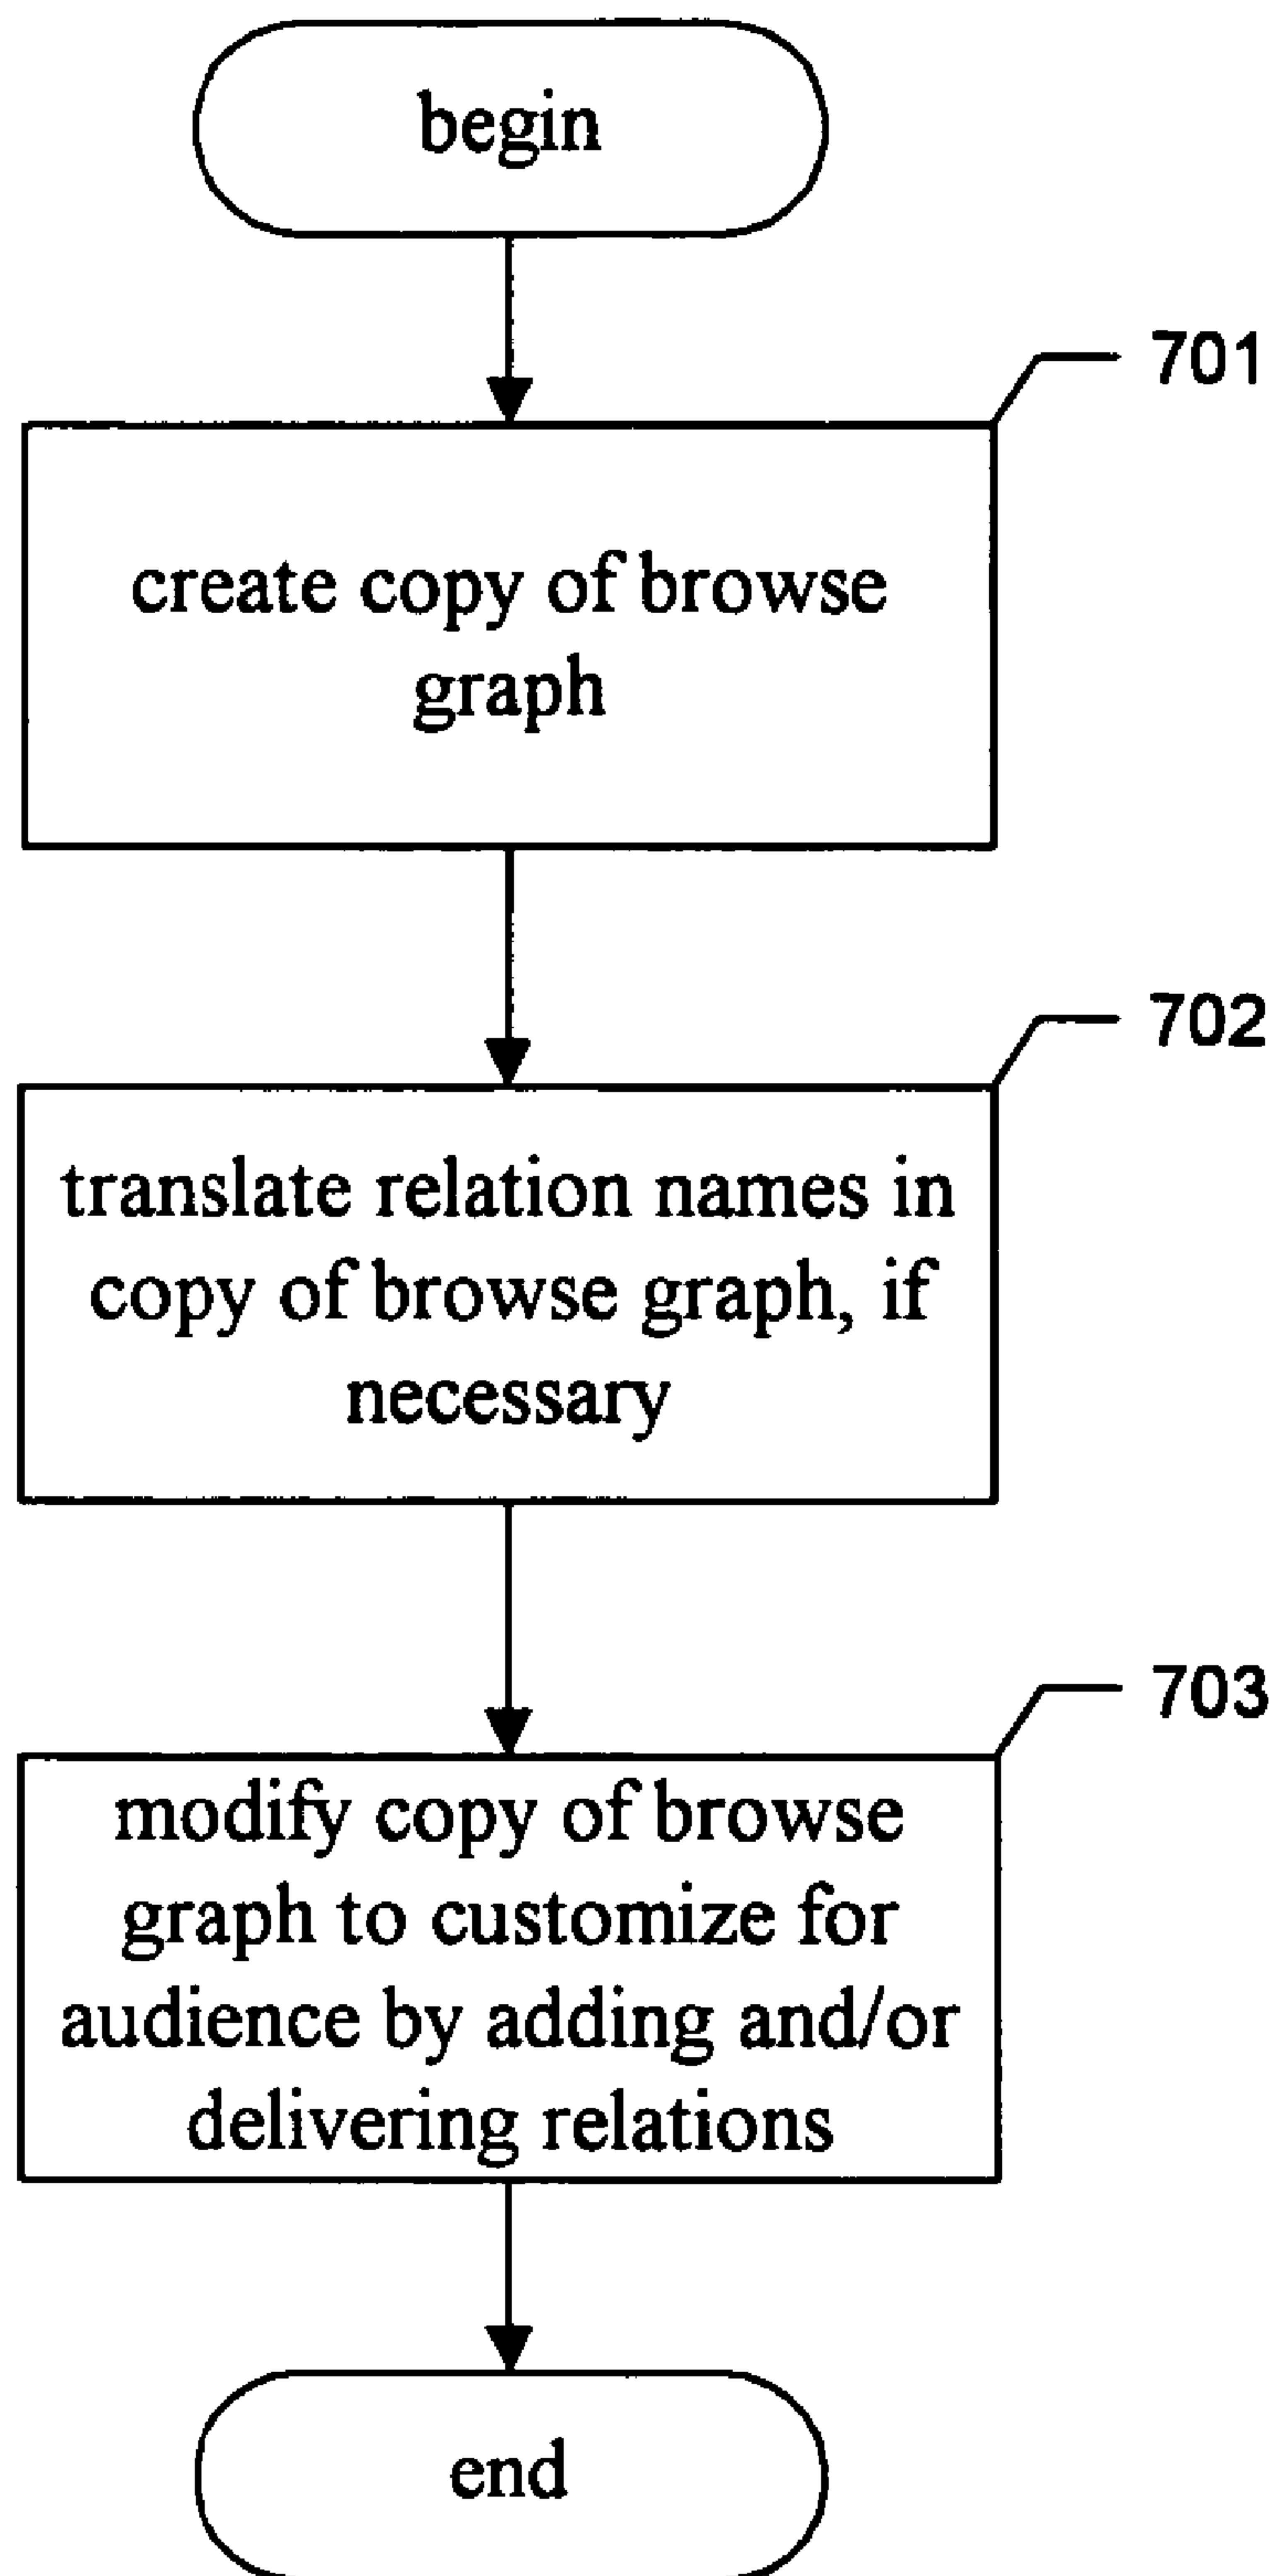 begin
701
create copy of browse
graph
702
translate relation names in
copy of browse graph, if
necessary
703
modify copy of browse
graph to customize for
audience by adding and/or
delivering relations
end